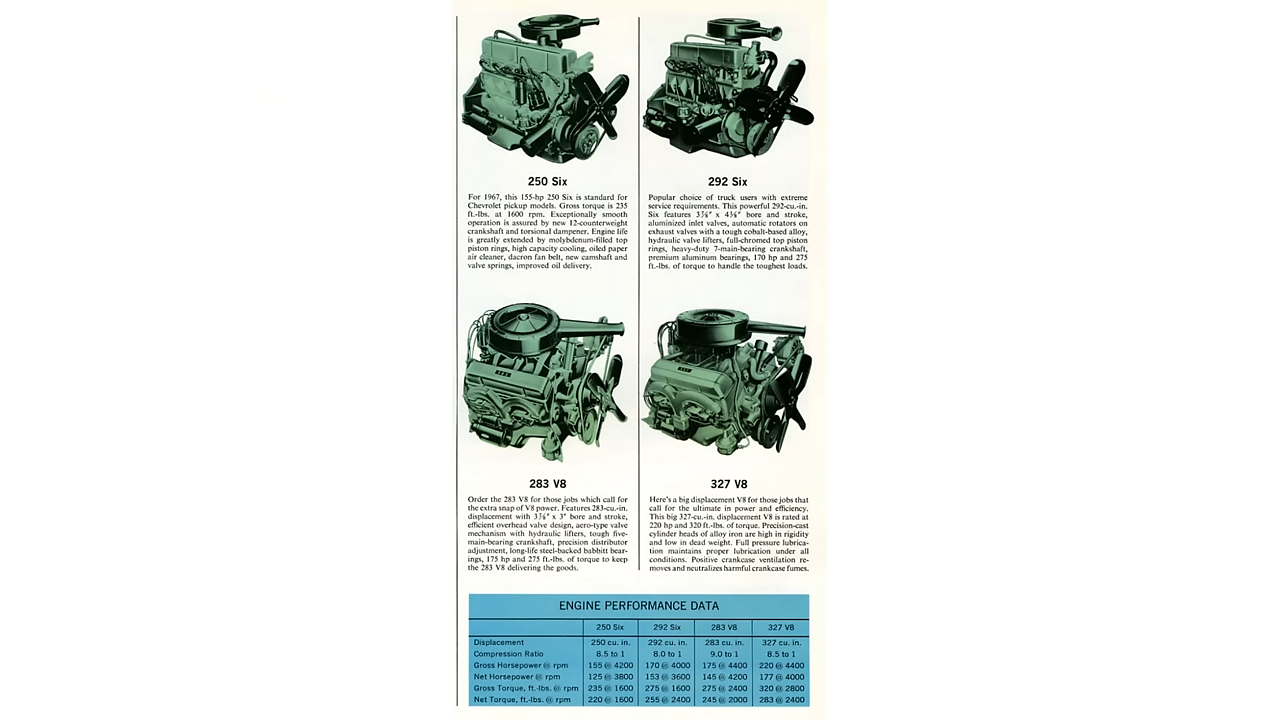 250 Six
For 1967, this 155-hp 250 Six is standard for
Chevrolet pickup models. Gross torque is 235
ft.-lbs. at 1600 rpm. Exceptionally smooth
operation is assured by new 12-counterweight
crankshaft and torsional dampener. Engine life
is greatly extended by molybdenum-filled top
piston rings, high capacity cooling, oiled paper
air cleaner, dacron fan belt, new camshaft and
valve springs, improved oil delivery.
292 Six
Popular choice of truck users with extreme
service requirements. This powerful 292-cu.-in.
Six features 3⅞" x 4⅛" bore and stroke,
aluminized inlet valves, automatic rotators on
exhaust valves with a tough cobalt-based alloy,
hydraulic valve lifters, full-chromed top piston
rings, heavy-duty 7-main-bearing crankshaft,
premium aluminum bearings, 170 hp and 275
ft.-lbs. of torque to handle the toughest loads.
283 V8
Order the 283 V8 for those jobs which call for
the extra snap of V8 power. Features 283-cu.-in.
displacement with 3⅞" x 3" bore and stroke,
efficient overhead valve design, aero-type valve
mechanism with hydraulic lifters, tough five-
main-bearing crankshaft, precision distributor
adjustment, long-life steel-backed babbitt bear-
ings, 175 hp and 275 ft.-lbs. of torque to keep
the 283 V8 delivering the goods.
327 V8
Here's a big displacement V8 for those jobs that
call for the ultimate in power and efficiency.
This big 327-cu.-in. displacement V8 is rated at
220 hp and 320 ft.-lbs. of torque. Precision-cast
cylinder heads of alloy iron are high in rigidity
and low in dead weight. Full pressure lubrica-
tion maintains proper lubrication under all
conditions. Positive crankcase ventilation re-
moves and neutralizes harmful crankcase fumes.
ENGINE PERFORMANCE DATA
250 Six 292 Six 283 V8 327 V8
Displacement 250 cu. in. 292 cu. in. 283 cu. in. 327 cu. in.
Compression Ratio 8.5 to 1 8.0 to 1 9.0 to 1 8.5 to 1
Gross Horsepower @ rpm 155 @ 4200 170 @ 4000 175 @ 4400 220 @ 4400
Net Horsepower @ rpm 125 @ 3800 153 @ 3600 145 @ 4200 177 @ 4000
Gross Torque, ft.-lbs. @ rpm 235 @ 1600 275 @ 1600 275 @ 2400 320 @ 2800
Net Torque, ft.-lbs. @ rpm 220 @ 1600 255 @ 2400 245 @ 2000 283 @ 2400